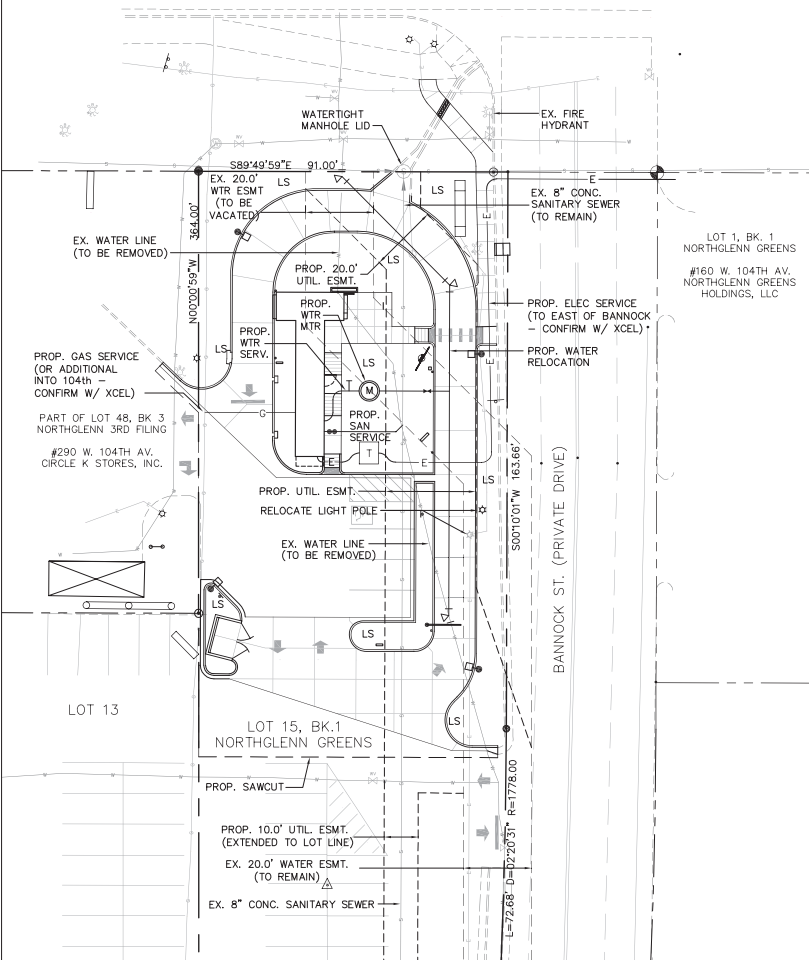 WATERTIGHT
MANHOLE LID
EX. FIRE
HYDRANT
S89°49'59"E 91.00'
EX. 20.0'
WTR ESMT
(TO BE
VACATED)
LS
LS
EX. 8" CONC.
SANITARY SEWER
(TO REMAIN)
364.00'
N00°00'59"W
EX. WATER LINE
(TO BE REMOVED)
LOT 1, BK. 1
NORTHGLENN GREENS
#160 W. 104TH AV.
NORTHGLENN GREENS
HOLDINGS, LLC
PROP. 20.0'
UTIL. ESMT.
LS
PROP.
WTR
MTR
PROP.
WTR
SERV.
PROP. ELEC SERVICE
(TO EAST OF BANNOCK
- CONFIRM W/ XCEL)
PROP. WATER
RELOCATION
LS
LS
PROP. GAS SERVICE
(OR ADDITIONAL
INTO 104th -
CONFIRM W/ XCEL)
T
M
G
PROP.
SAN
SERVICE
PART OF LOT 48, BK 3
NORTHGLENN 3RD FILING
#290 W. 104TH AV.
CIRCLE K STORES, INC.
E
T
E
E
E
E
LS
PROP. UTIL. ESMT.
RELOCATE LIGHT POLE
S00°10'01"W 163.66'
BANNOCK ST. (PRIVATE DRIVE)
EX. WATER LINE
(TO BE REMOVED)
LS
LS
LS
LOT 13
LOT 15, BK.1
NORTHGLENN GREENS
PROP. SAWCUT
L=72.68' D=02°20'31" R=1778.00
PROP. 10.0' UTIL. ESMT.
(EXTENDED TO LOT LINE)
EX. 20.0' WATER ESMT.
(TO REMAIN)
EX. 8" CONC. SANITARY SEWER